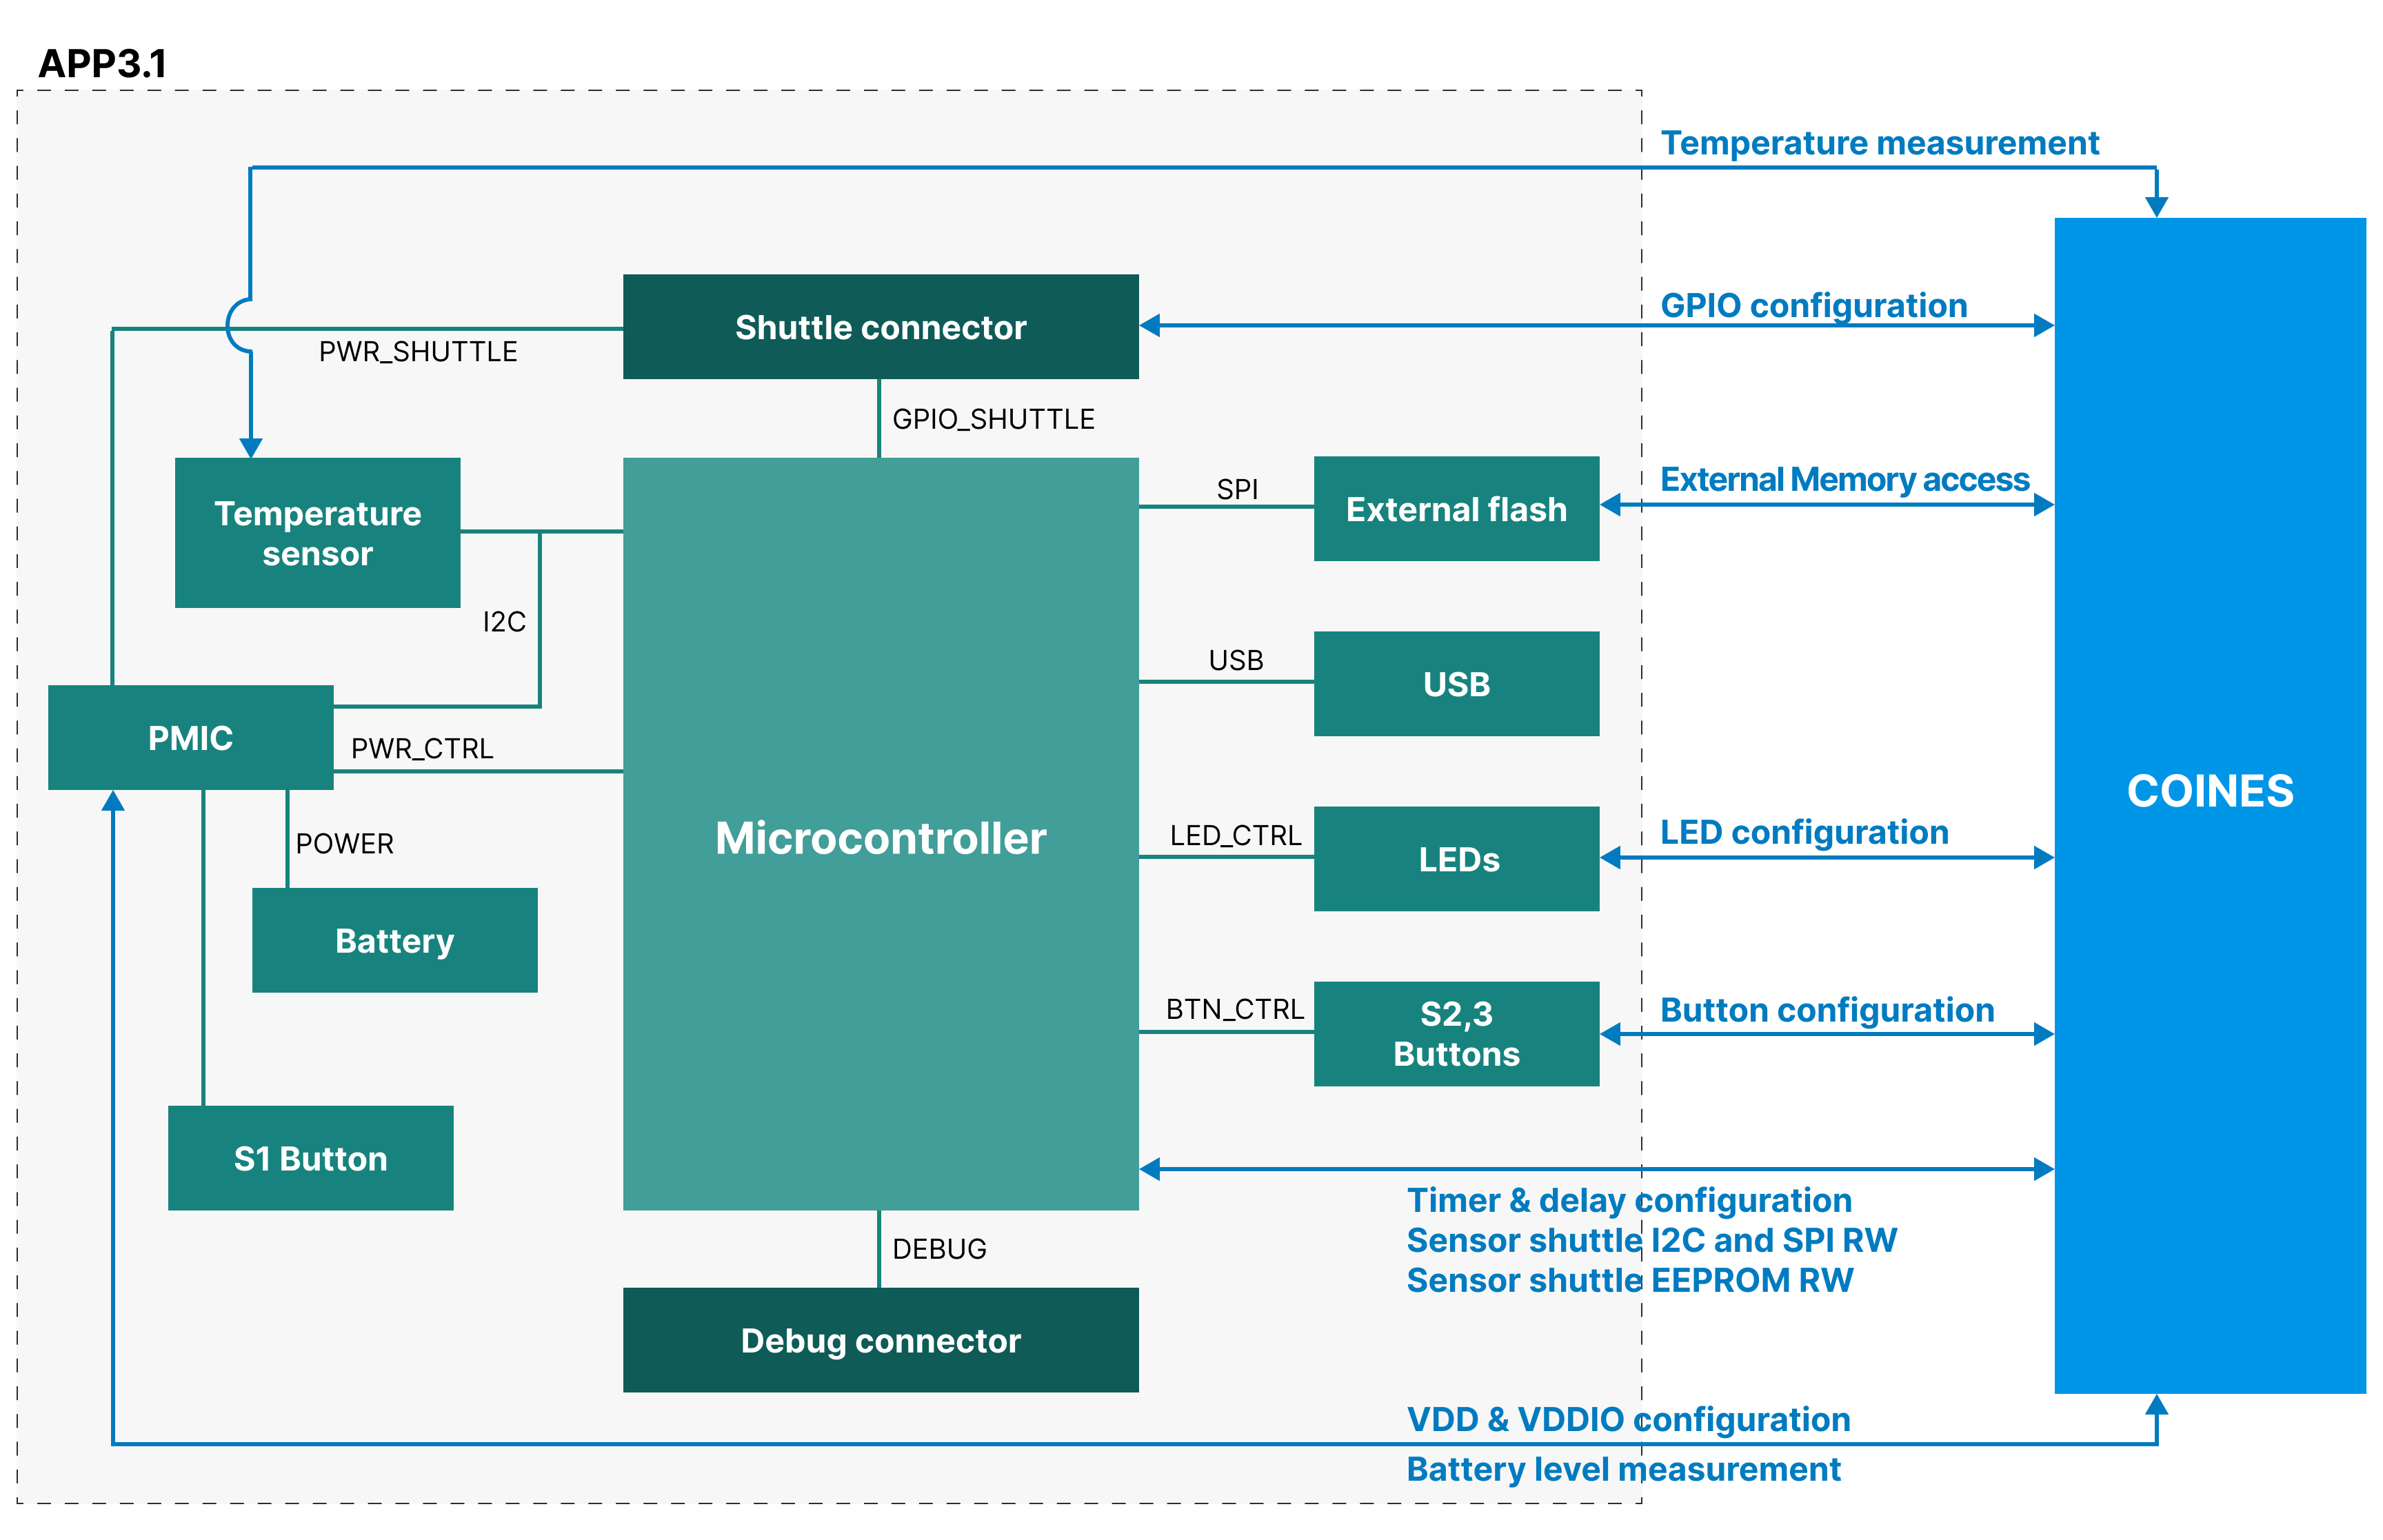 APP3.1
Temperature measurement
Shuttle connector
GPIO configuration
PWR_SHUTTLE
GPIO_SHUTTLE
Temperature
sensor
SPI
External flash
External Memory access
I2C
USB
USB
PMIC
PWR_CTRL
Microcontroller
COINES
POWER
LED_CTRL
LEDs
LED configuration
Battery
BTN_CTRL
S2,3
Buttons
Button configuration
S1 Button
Timer & delay configuration
Sensor shuttle I2C and SPI RW
Sensor shuttle EEPROM RW
DEBUG
Debug connector
VDD & VDDIO configuration
Battery level measurement